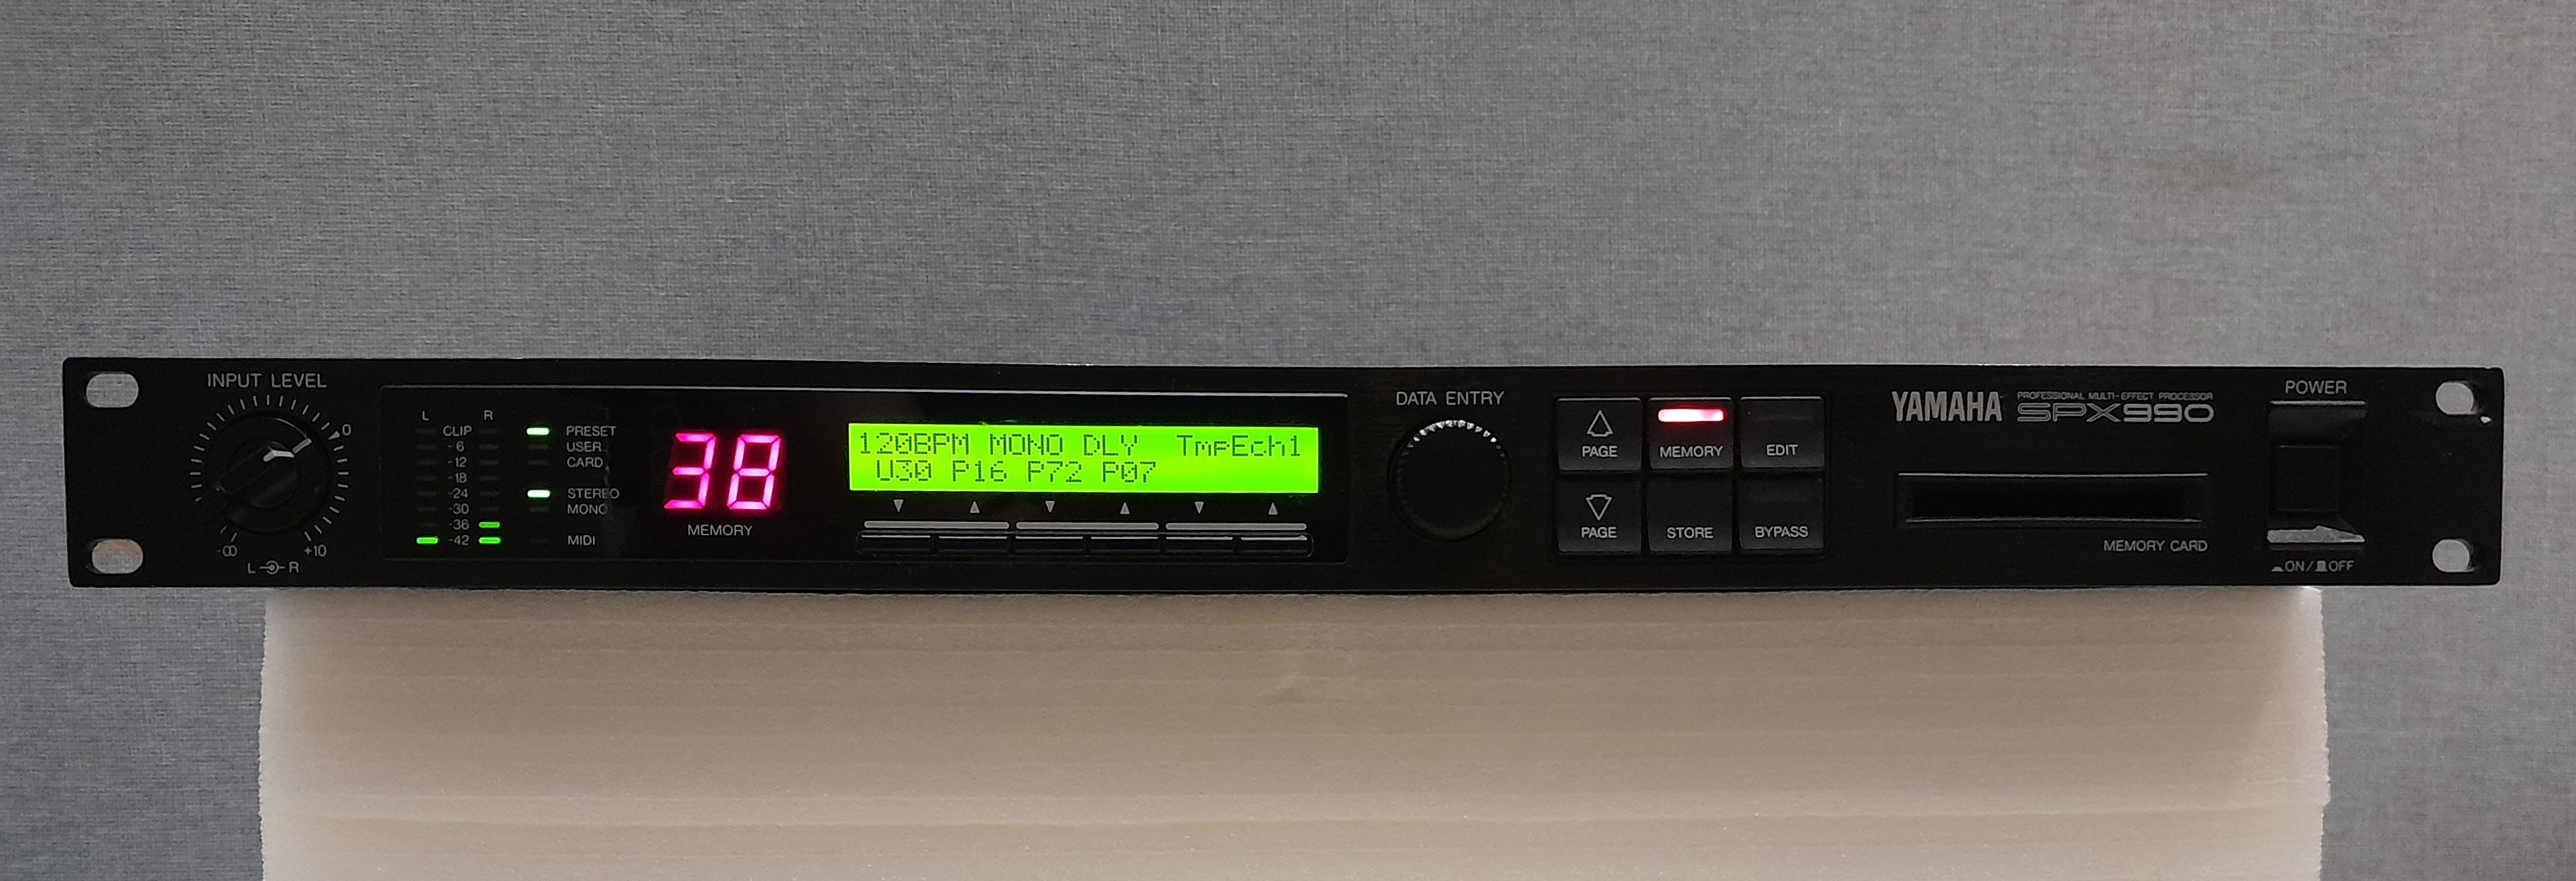 INPUT LEVEL
0
-∞
+10
L R
L R
CLIP
-6
-12
-18
-24
-30
-36
-42
PRESET
USER
CARD
STEREO
MONO
MIDI
38
MEMORY
120BPM MONO DLY TmpEch1
U30 P16 P72 P07
DATA ENTRY
PAGE
MEMORY
EDIT
PAGE
STORE
BYPASS
YAMAHA
PROFESSIONAL MULTI-EFFECT PROCESSOR
SPX990
MEMORY CARD
POWER
ON / OFF